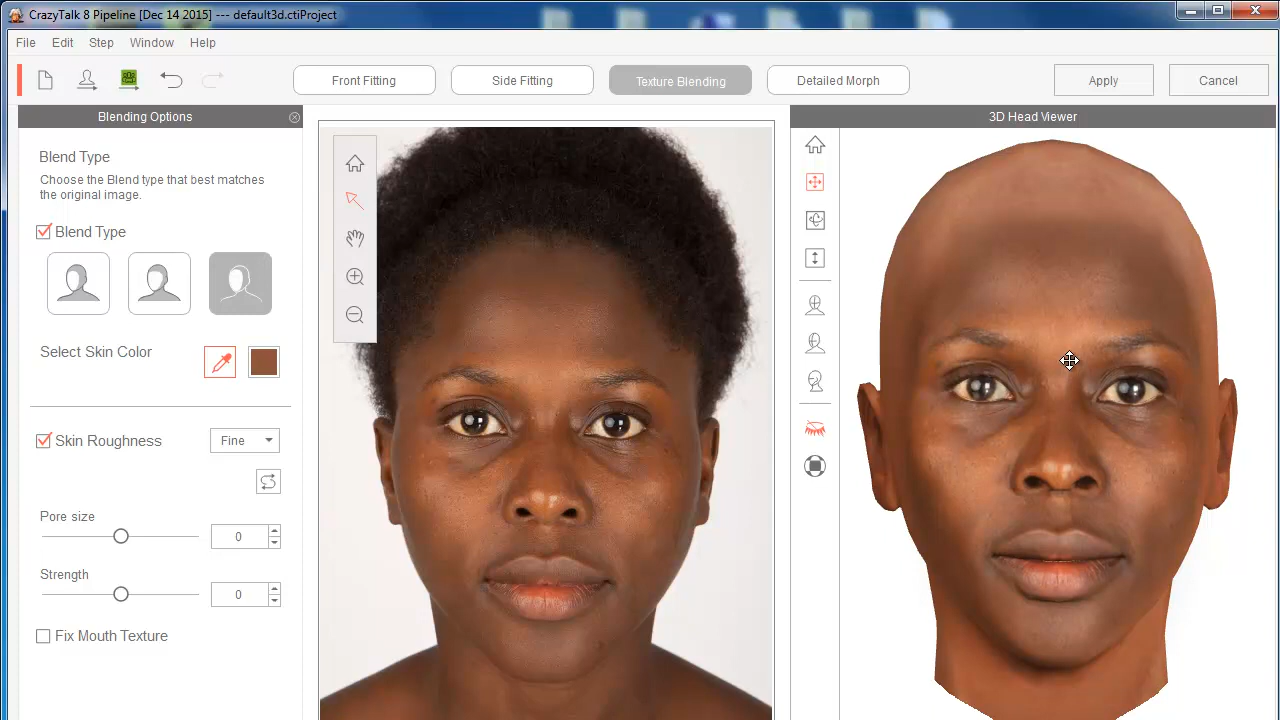 CrazyTalk 8 Pipeline [Dec 14 2015] --- default3d.ctiProject
File Edit Step Window Help
Front Fitting Side Fitting Texture Blending Detailed Morph Apply Cancel
Blending Options
3D Head Viewer
Blend Type
Choose the Blend type that best matches
the original image.
Blend Type
Select Skin Color
Skin Roughness Fine
Pore size
0
Strength
0
Fix Mouth Texture